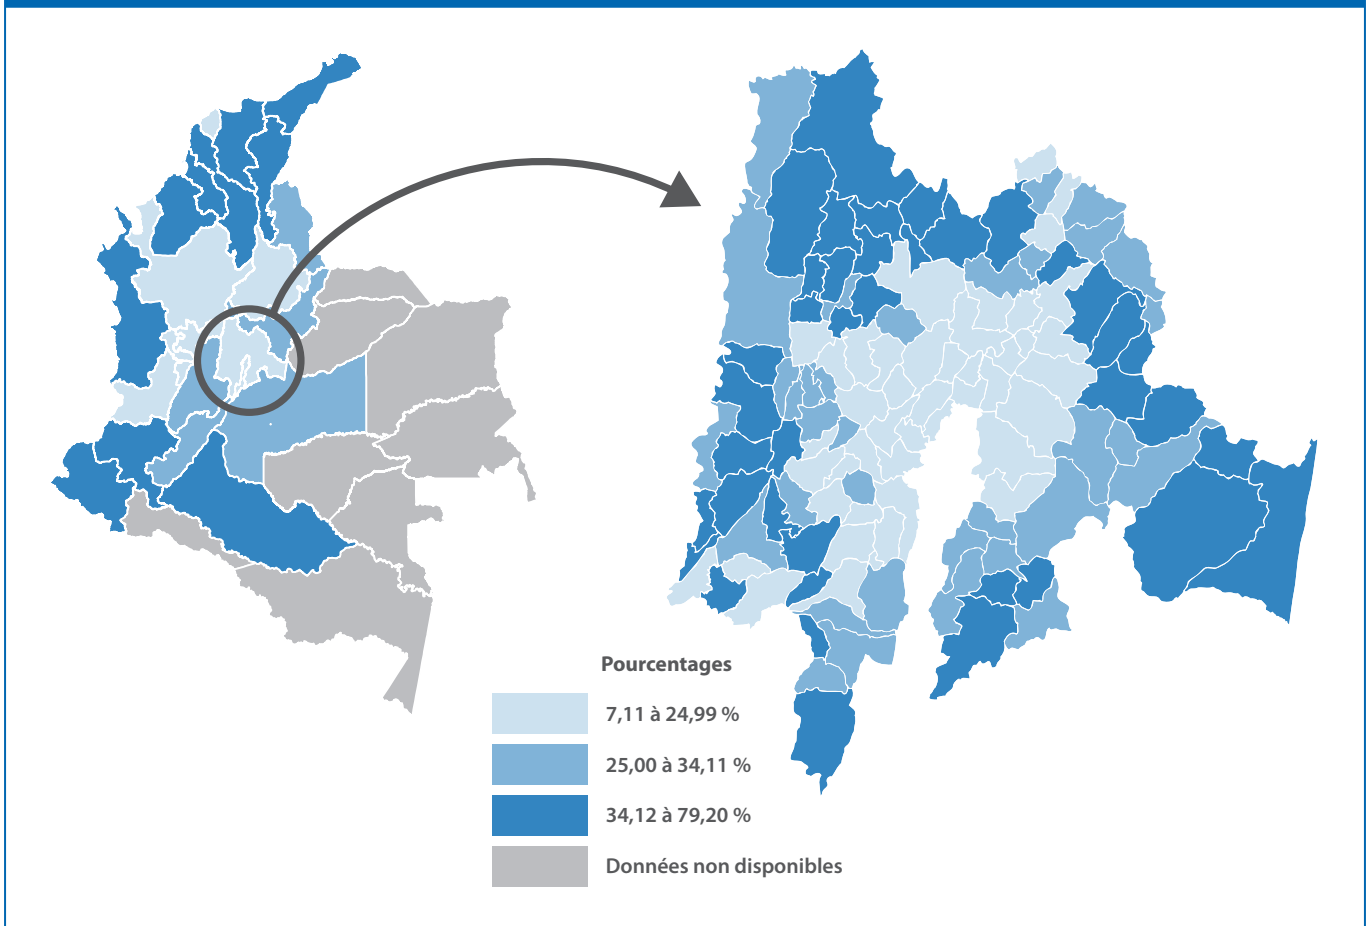 Pourcentages
7,11 à 24,99 %
25,00 à 34,11 %
34,12 à 79,20 %
Données non disponibles